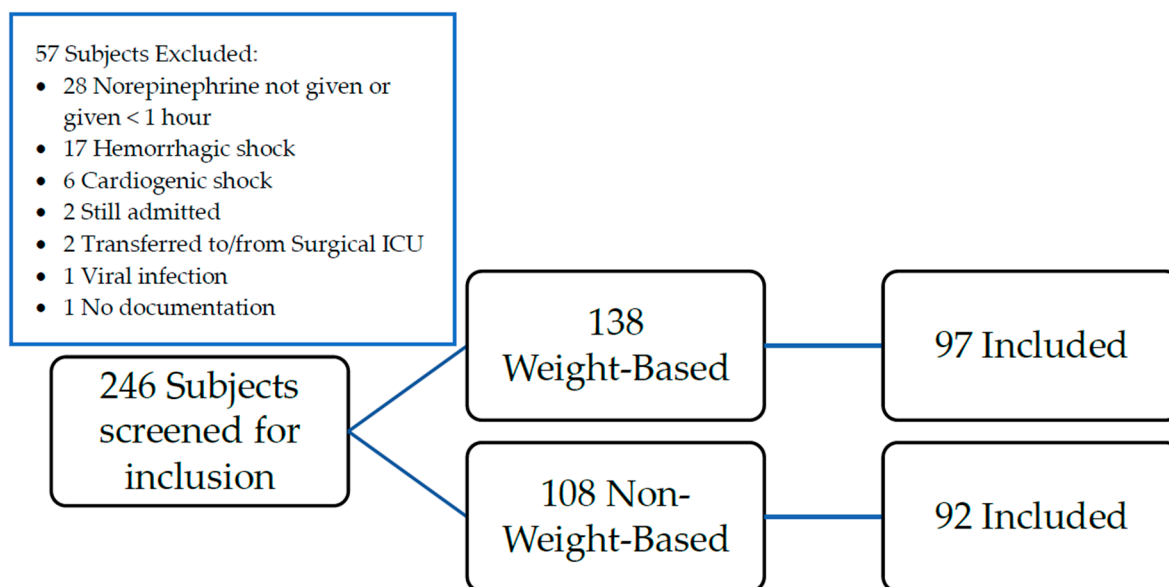 57 Subjects Excluded:
• 28 Norepinephrine not given or
given < 1 hour
• 17 Hemorrhagic shock
• 6 Cardiogenic shock
• 2 Still admitted
• 2 Transferred to/from Surgical ICU
• 1 Viral infection
• 1 No documentation
246 Subjects
screened for
inclusion
138
Weight-Based
97 Included
108 Non-
Weight-Based
92 Included